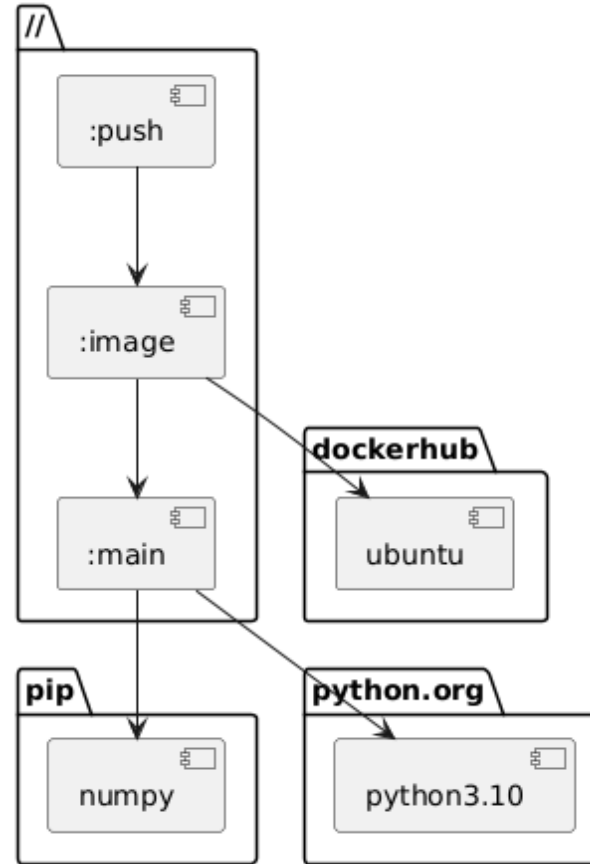 //
:push
:image
dockerhub
:main
ubuntu
pip
python.org
numpy
python3.10